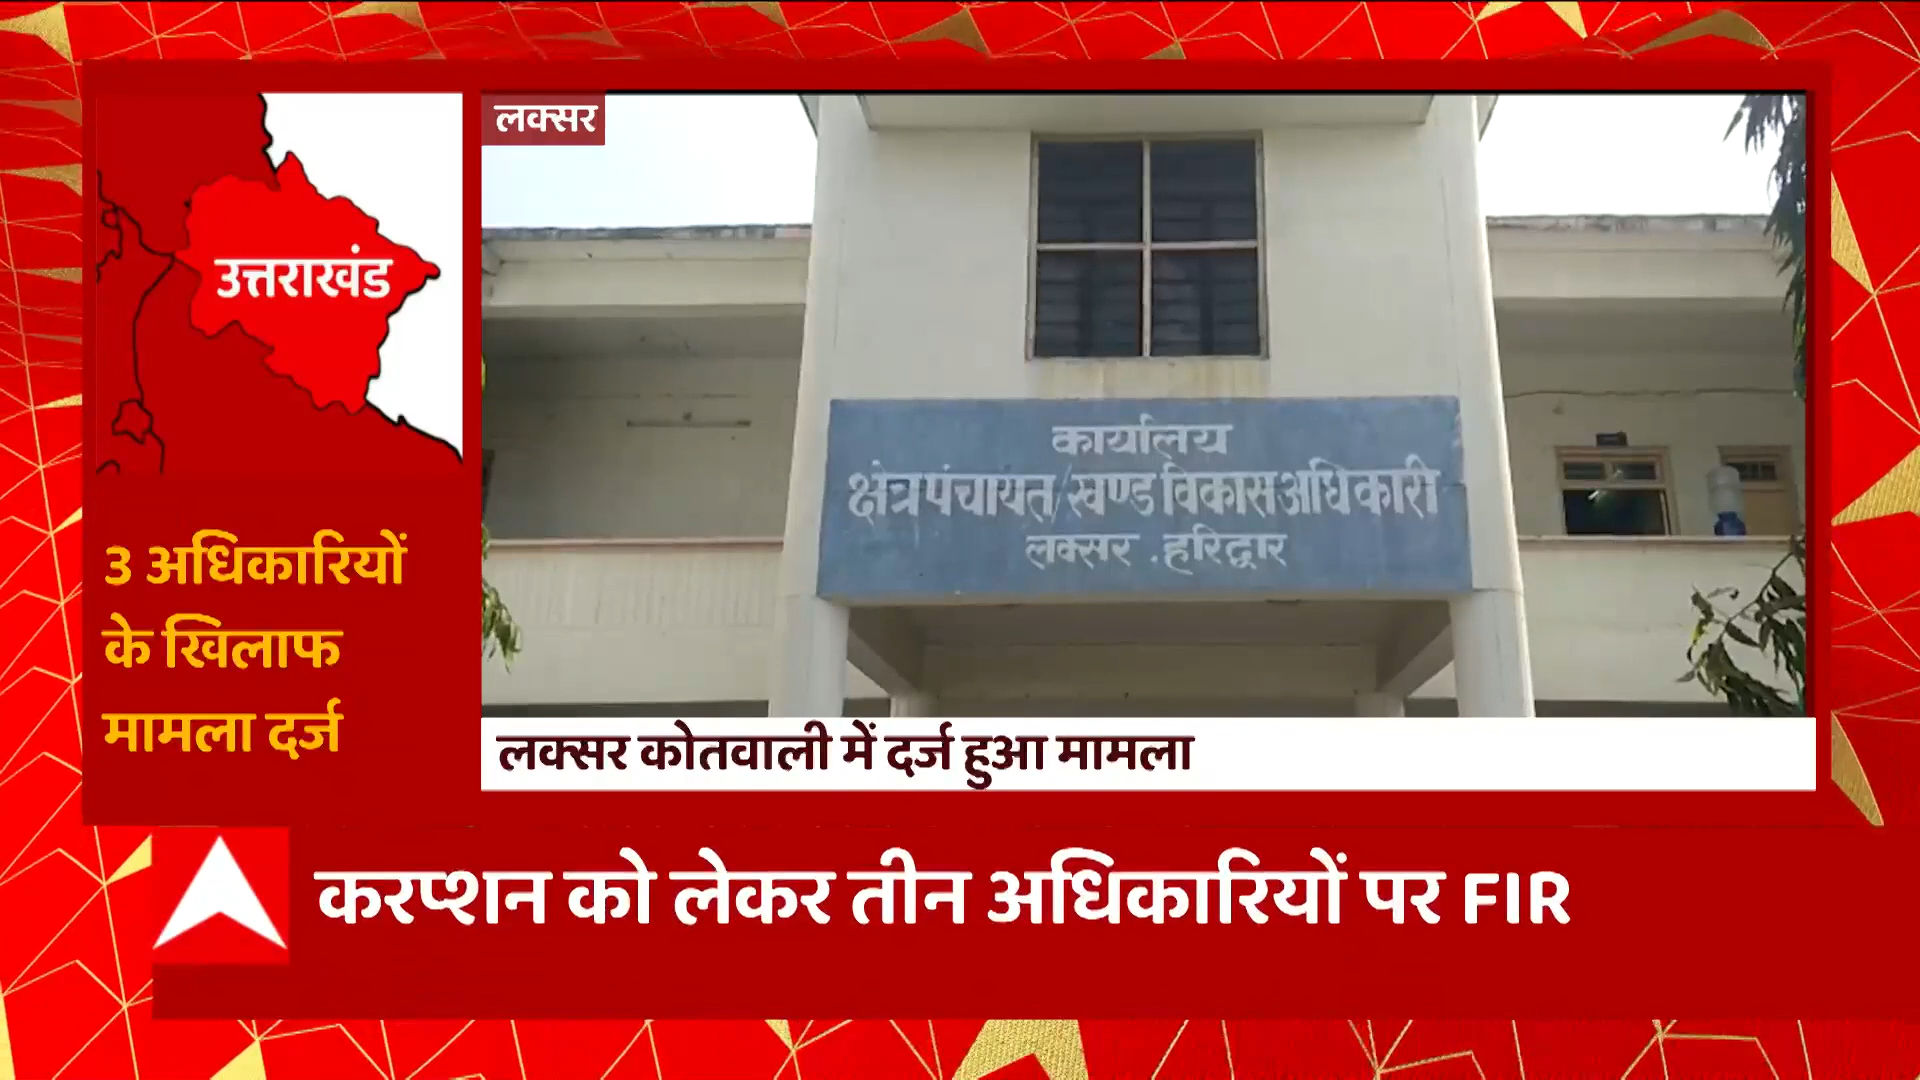 लक्सर
उत्तराखंड
कार्यालय
क्षेत्र पंचायत/खण्ड विकास अधिकारी
लक्सर . हरिद्वार
3 अधिकारियों
के खिलाफ
मामला दर्ज
लक्सर कोतवाली में दर्ज हुआ मामला
करप्शन को लेकर तीन अधिकारियों पर FIR